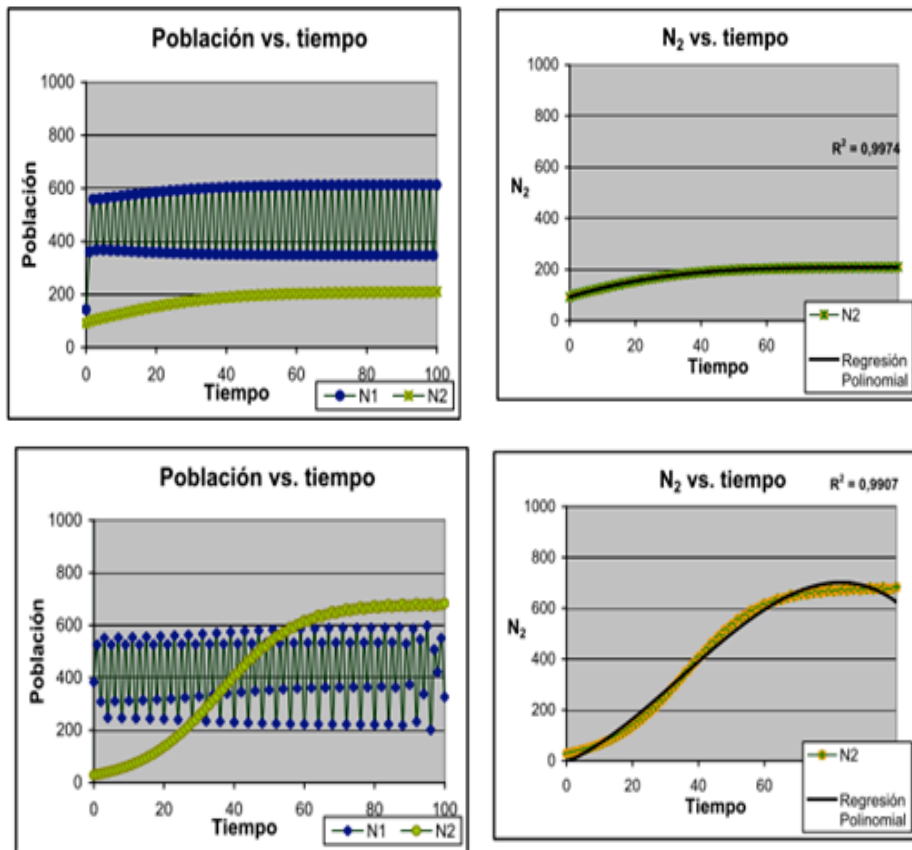 Población vs. tiempo
1000
800
600
400
200
0
Población
0 20 40 60 80 100
Tiempo
N1 N2
N₂ vs. tiempo
1000
800
600
400
200
0
N₂
R² = 0,9974
0 20 40 60
Tiempo
N2
Regresión
Polinomial
Población vs. tiempo
1000
800
600
400
200
0
Población
0 20 40 60 80 100
Tiempo
N1 N2
N₂ vs. tiempo
R² = 0,9907
1000
800
600
400
200
0
N₂
0 20 40 60
Tiempo
N2
Regresión
Polinomial